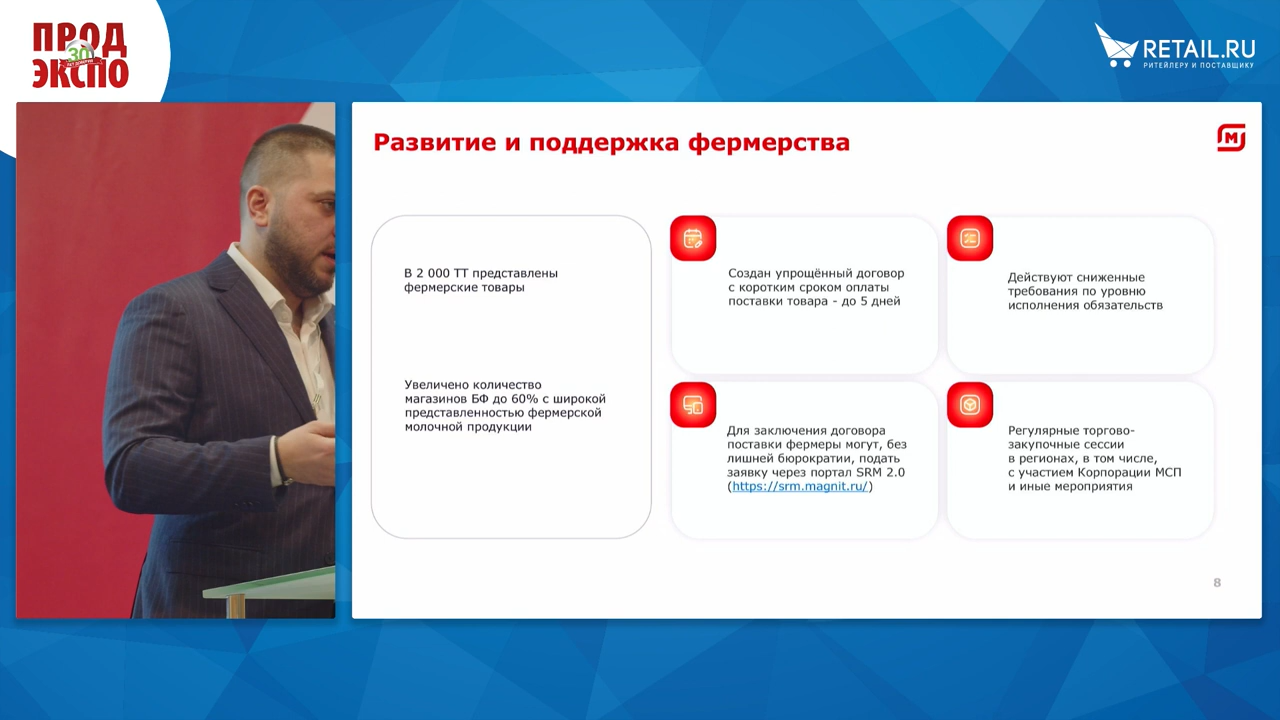 ПРОД
30
ЛЕТ ДОВЕРИЯ
ЭКСПО
RETAIL.RU
РИТЕЙЛЕРУ И ПОСТАВЩИКУ
Развитие и поддержка фермерства
М
В 2 000 ТТ представлены
фермерские товары
Увеличено количество
магазинов БФ до 60% с широкой
представленностью фермерской
молочной продукции
Создан упрощённый договор
с коротким сроком оплаты
поставки товара - до 5 дней
Действуют сниженные
требования по уровню
исполнения обязательств
Для заключения договора
поставки фермеры могут, без
лишней бюрократии, подать
заявку через портал SRM 2.0
(https://srm.magnit.ru/)
Регулярные торгово-
закупочные сессии
в регионах, в том числе,
с участием Корпорации МСП
и иные мероприятия
8